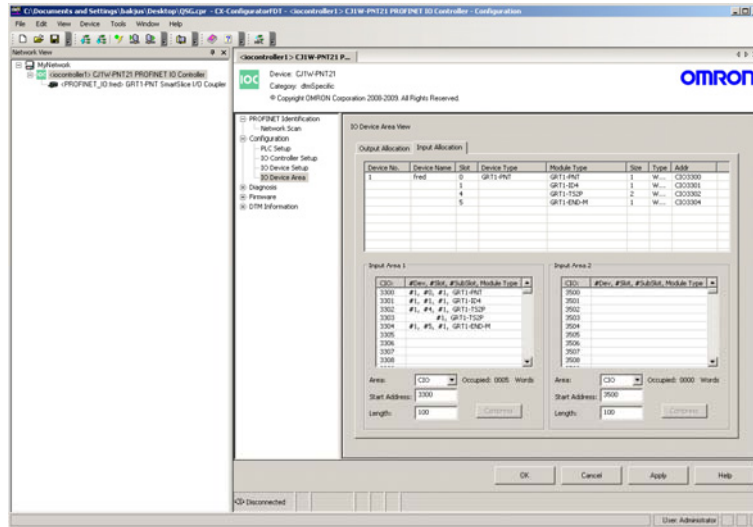 C:\Documents and Settings\bakjus\Desktop\QSG.cpr - CX-ConfiguratorFDT - <iocontroller1> CJ1W-PNT21 PROFINET IO Controller - Configuration
File Edit View Device Tools Window Help
Network View
MyNetwork
<iocontroller1> CJ1W-PNT21 PROFINET IO Controller
<PROFINET_IO:fred> GRT1-PNT SmartSlice I/O Coupler
<iocontroller1> CJ1W-PNT21 P...
IOC
Device: CJ1W-PNT21
Category: dtmSpecific
© Copyright OMRON Corporation 2008-2009. All Rights Reserved.
OMRON
PROFINET Identification
Network Scan
Configuration
PLC Setup
IO Controller Setup
IO Device Setup
IO Device Area
Diagnosis
Firmware
DTM Information
IO Device Area View
Output Allocation Input Allocation
Device No. Device Name Slot Device Type Module Type Size Type Addr
1 fred 0 GRT1-PNT GRT1-PNT 1 W... CIO3300
1 GRT1-ID4 1 W... CIO3301
4 GRT1-TS2P 2 W... CIO3302
5 GRT1-END-M 1 W... CIO3304
Input Area 1
CIO: #Dev, #Slot, #SubSlot, Module Type
3300 #1, #0, #1, GRT1-PNT
3301 #1, #1, #1, GRT1-ID4
3302 #1, #4, #1, GRT1-TS2P
3303 #1, GRT1-TS2P
3304 #1, #5, #1, GRT1-END-M
3305
3306
3307
3308
Area: CIO Occupied: 0005 Words
Start Address: 3300
Length: 100
Compress
Input Area 2
CIO: #Dev, #Slot, #SubSlot, Module Type
3500
3501
3502
3503
3504
3505
3506
3507
3508
Area: CIO Occupied: 0000 Words
Start Address: 3500
Length: 100
Compress
OK Cancel Apply Help
Disconnected
User: Administrator